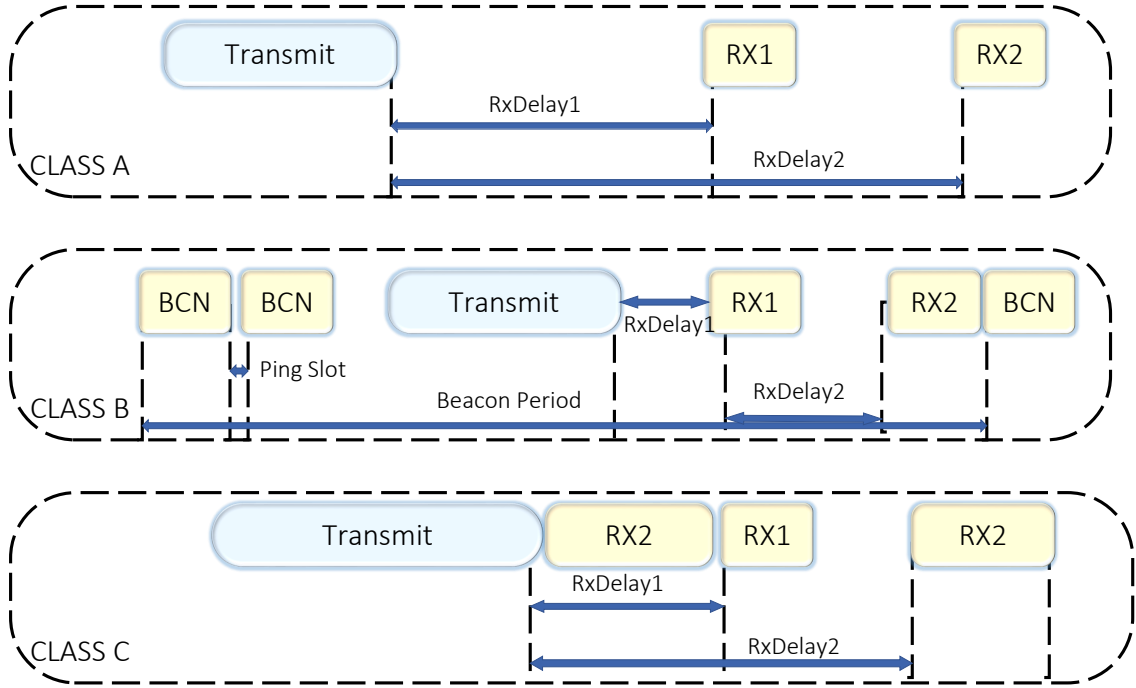 Transmit
RX1
RX2
RxDelay1
RxDelay2
CLASS A
BCN
BCN
Transmit
RX1
RX2
BCN
RxDelay1
Ping Slot
RxDelay2
Beacon Period
CLASS B
Transmit
RX2
RX1
RX2
RxDelay1
RxDelay2
CLASS C